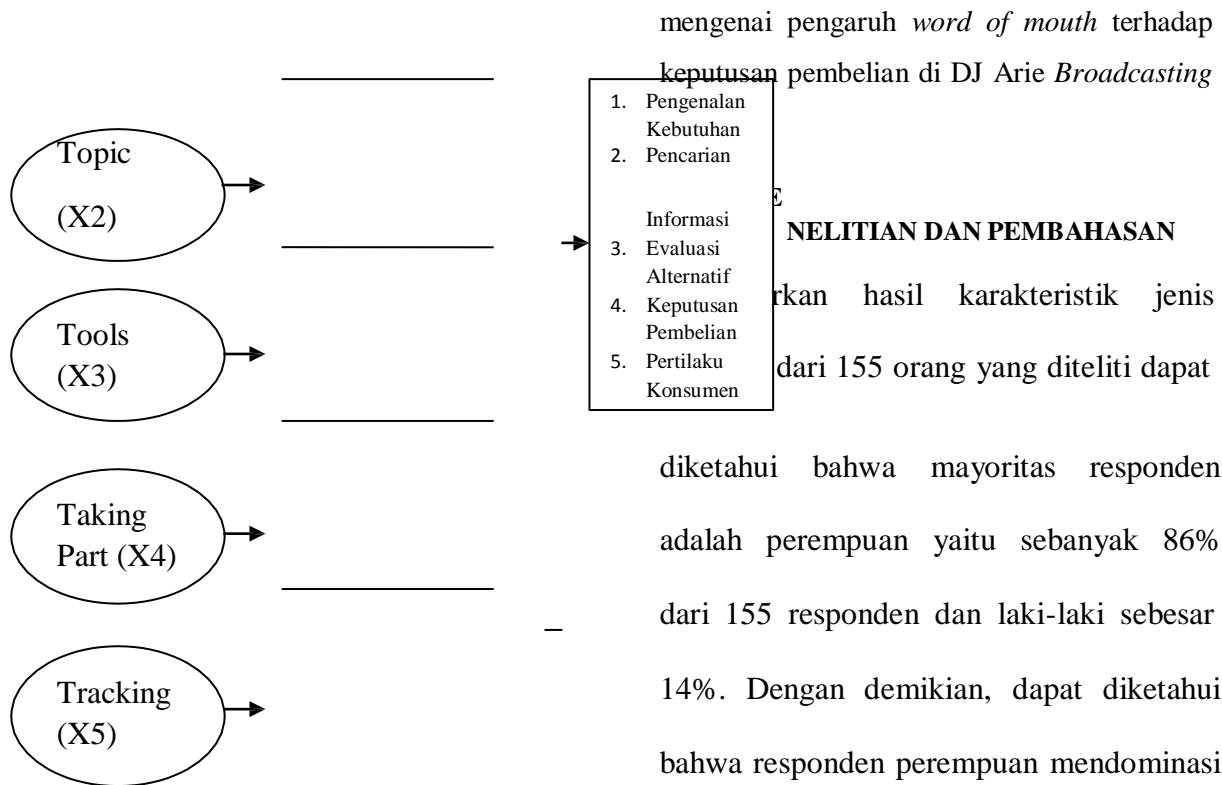 Topic
(X2)
Tools
(X3)
Taking
Part (X4)
Tracking
(X5)
1. Pengenalan
Kebutuhan
2. Pencarian
Informasi
3. Evaluasi
Alternatif
4. Keputusan
Pembelian
5. Pertilaku
Konsumen
mengenai pengaruh word of mouth terhadap
keputusan pembelian di DJ Arie Broadcasting
E
NELITIAN DAN PEMBAHASAN
rkan hasil karakteristik jenis
dari 155 orang yang diteliti dapat
diketahui bahwa mayoritas responden
adalah perempuan yaitu sebanyak 86%
dari 155 responden dan laki-laki sebesar
14%. Dengan demikian, dapat diketahui
bahwa responden perempuan mendominasi